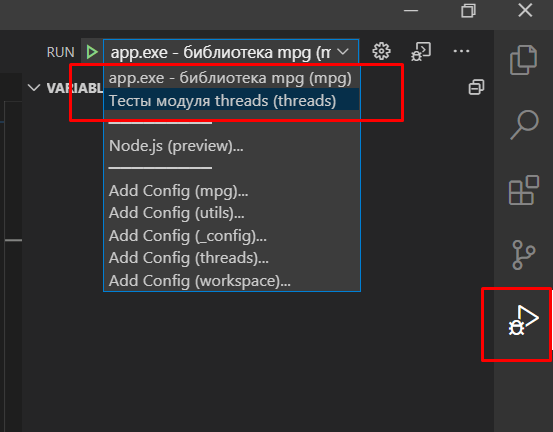 RUN app.exe - библиотека mpg (m
VARIABL
app.exe - библиотека mpg (mpg)
Тесты модуля threads (threads)
Node.js (preview)...
Add Config (mpg)...
Add Config (utils)...
Add Config (_config)...
Add Config (threads)...
Add Config (workspace)...